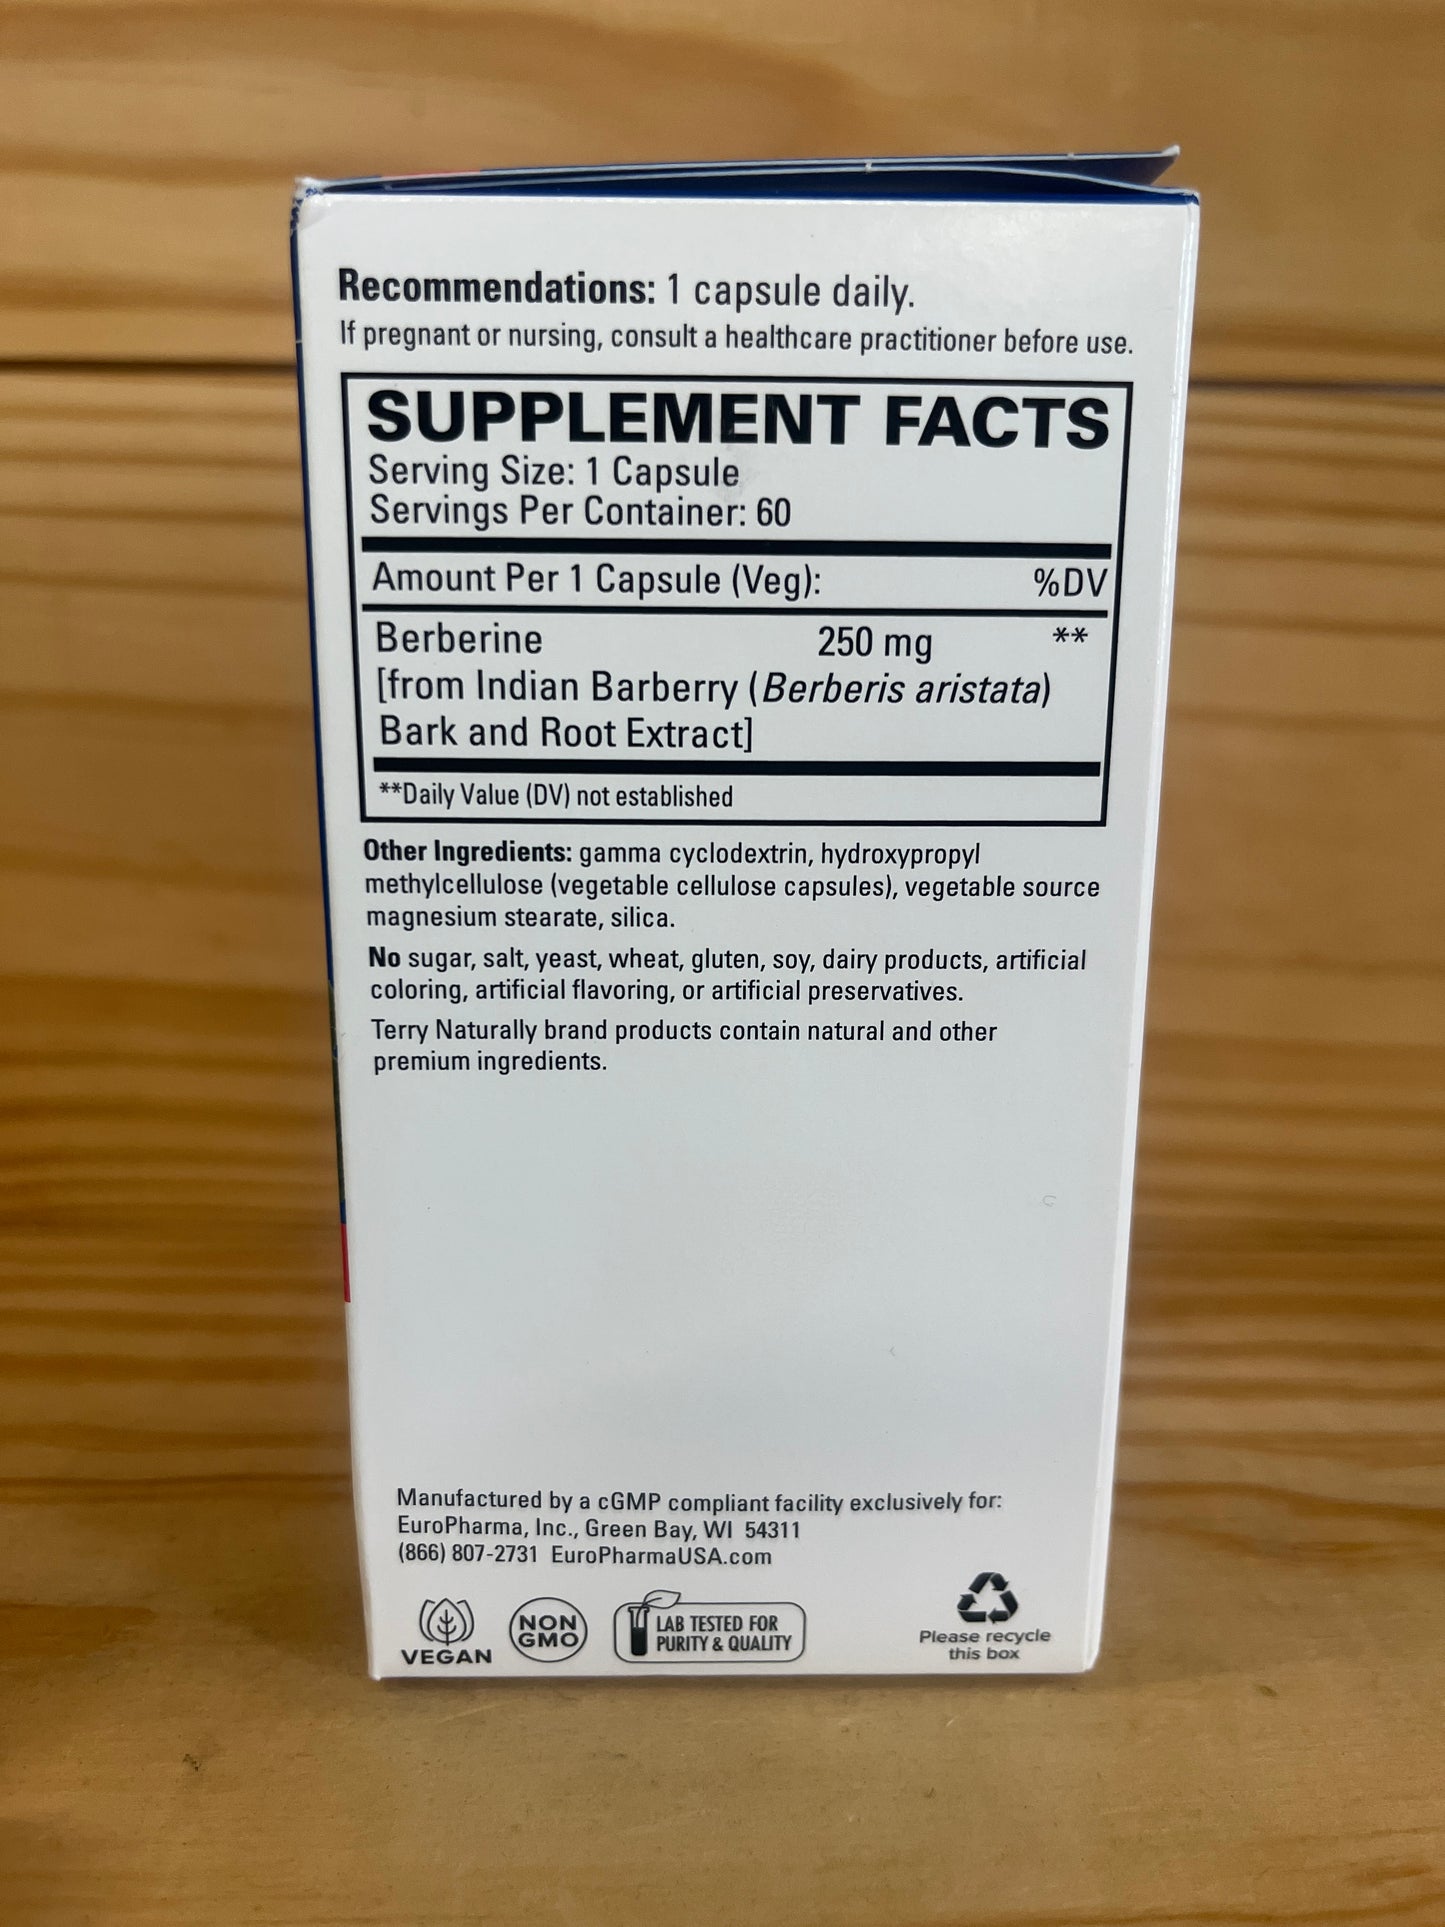 Recommendations: 1 capsule daily.
If pregnant or nursing, consult a healthcare practitioner before use.
SUPPLEMENT FACTS
Serving Size: 1 Capsule
Servings Per Container: 60
Amount Per 1 Capsule (Veg): %DV
Berberine 250 mg **
[from Indian Barberry (Berberis aristata)
Bark and Root Extract]
**Daily Value (DV) not established
Other Ingredients: gamma cyclodextrin, hydroxypropyl
methylcellulose (vegetable cellulose capsules), vegetable source
magnesium stearate, silica.
No sugar, salt, yeast, wheat, gluten, soy, dairy products, artificial
coloring, artificial flavoring, or artificial preservatives.
Terry Naturally brand products contain natural and other
premium ingredients.
Manufactured by a cGMP compliant facility exclusively for:
EuroPharma, Inc., Green Bay, WI 54311
(866) 807-2731 EuroPharmaUSA.com
VEGAN
NON
GMO
LAB TESTED FOR
PURITY & QUALITY
Please recycle
this box